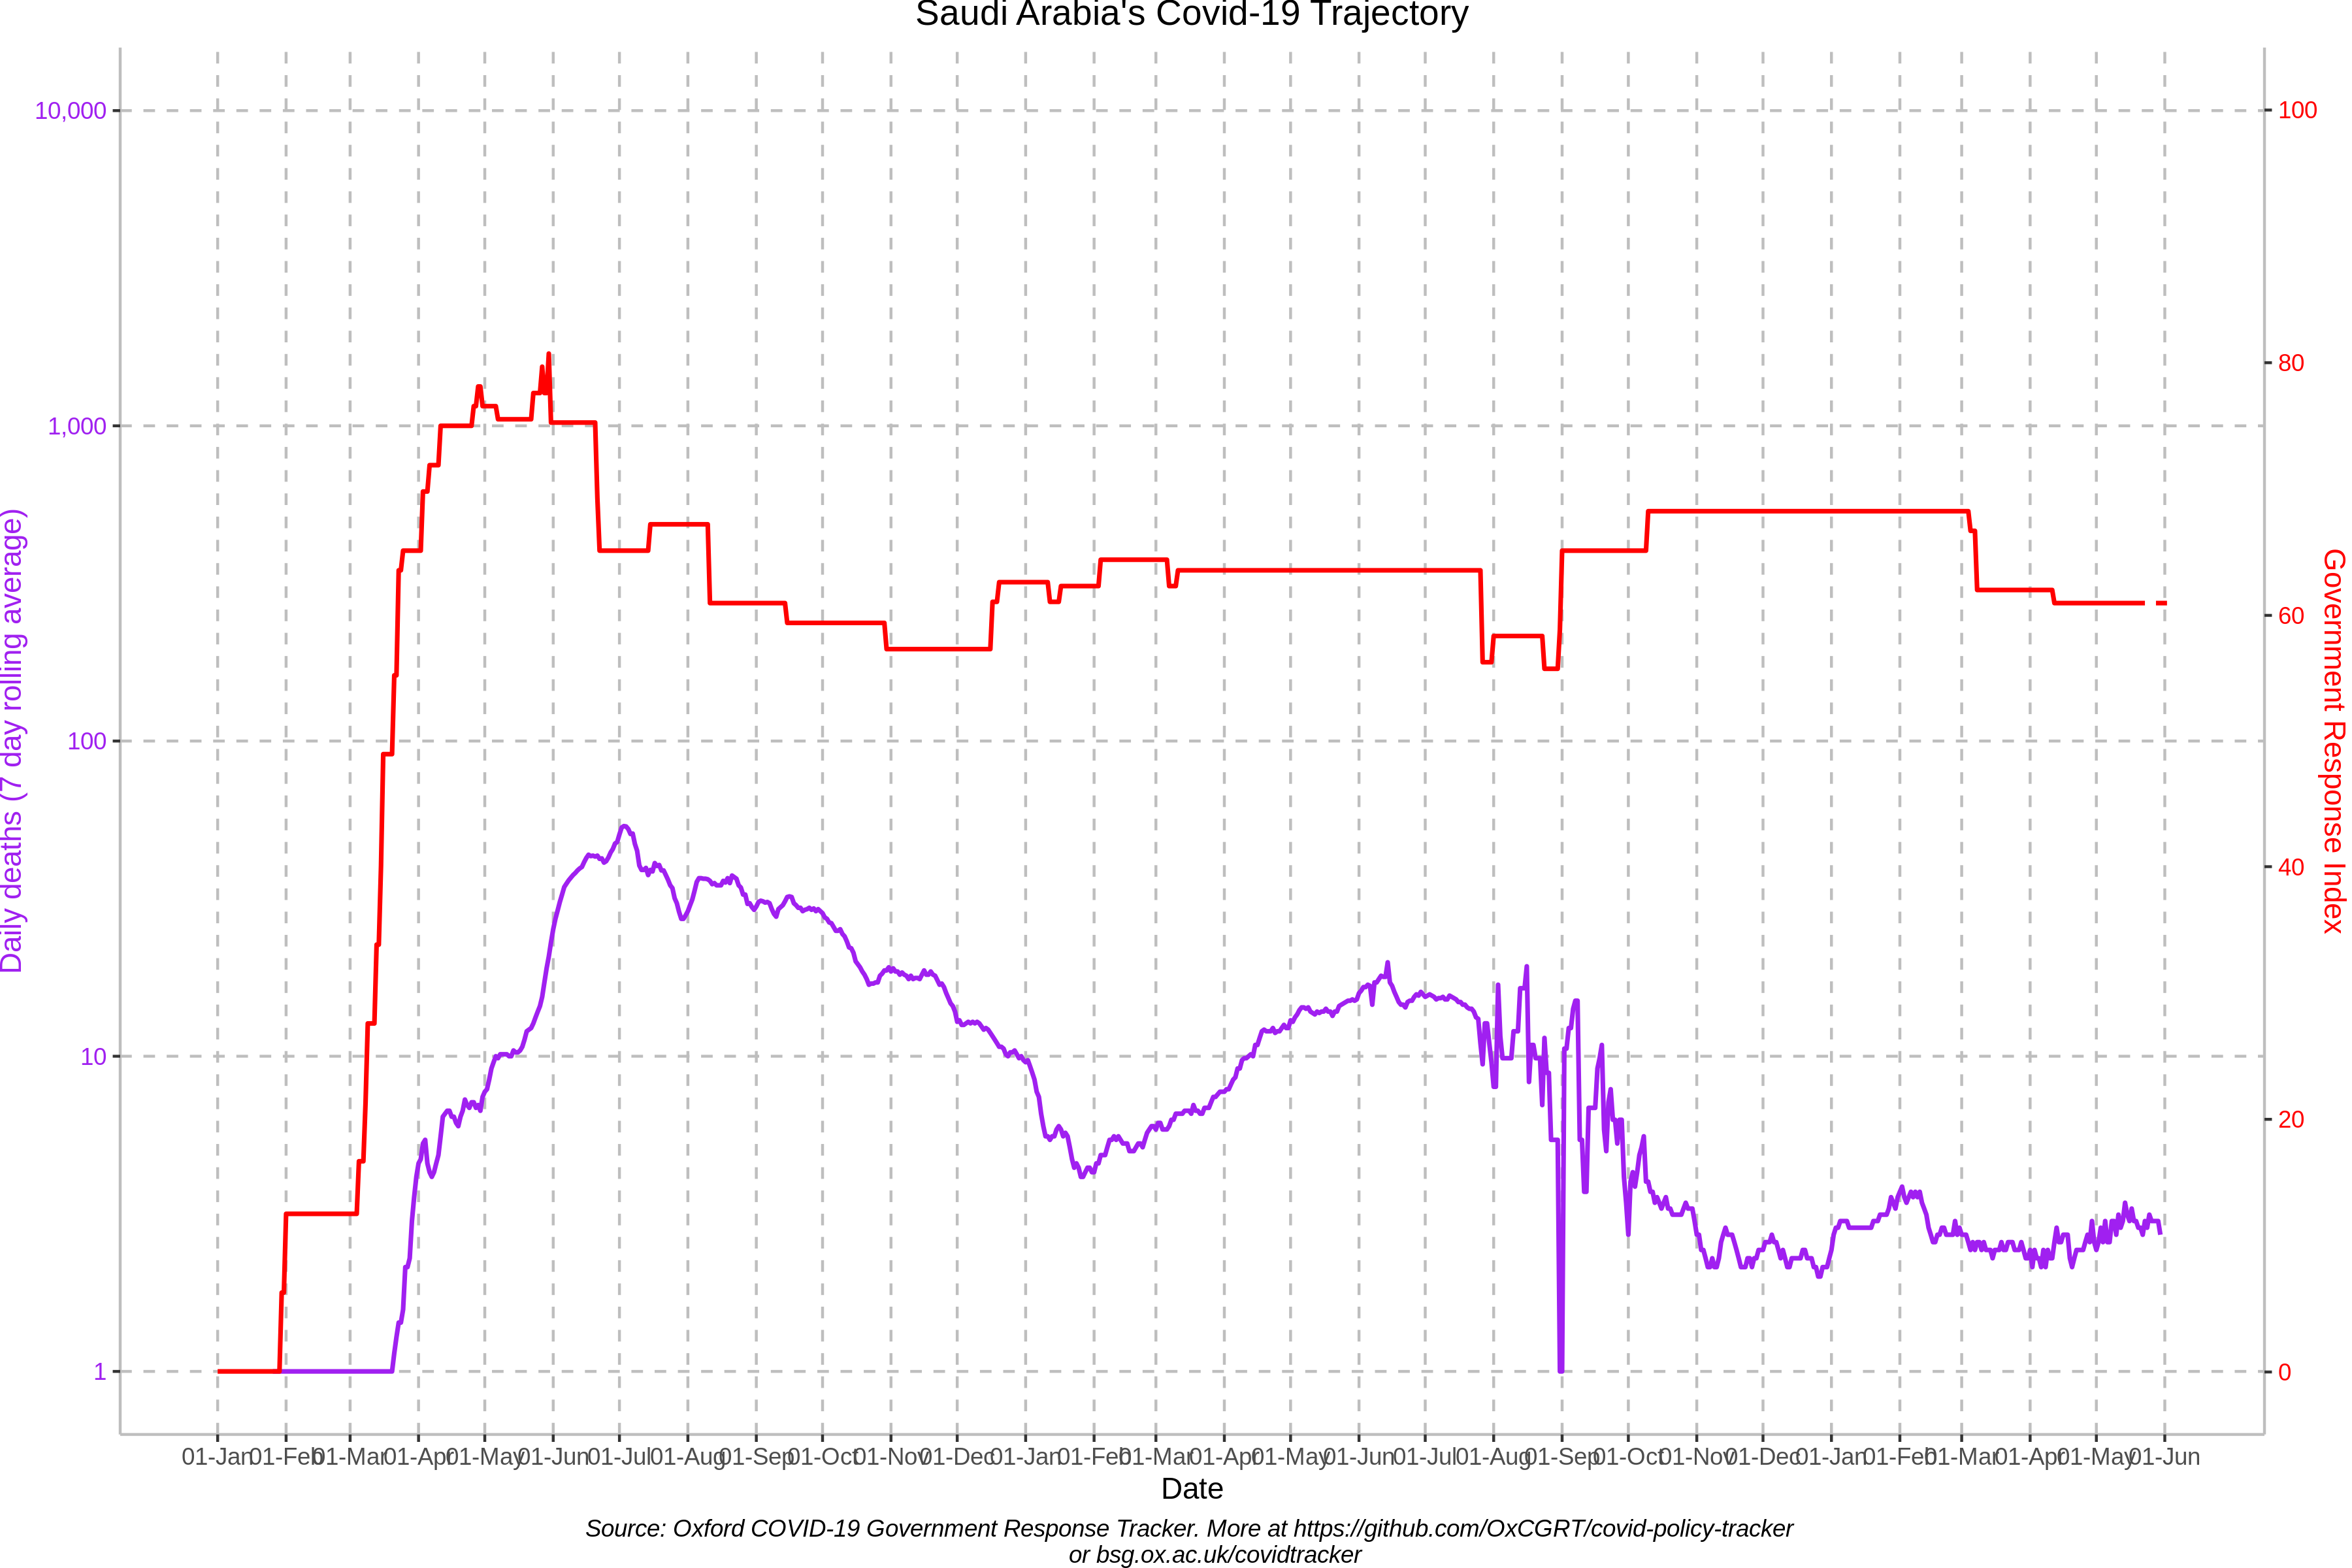 Saudi Arabia's Covid-19 Trajectory
10,000
1,000
100
10
1
Daily deaths (7 day rolling average)
100
80
60
40
20
0
Government Response Index
01-Jan 01-Feb 01-Mar 01-Apr 01-May 01-Jun 01-Jul 01-Aug 01-Sep 01-Oct 01-Nov 01-Dec 01-Jan 01-Feb 01-Mar 01-Apr 01-May 01-Jun 01-Jul 01-Aug 01-Sep 01-Oct 01-Nov 01-Dec 01-Jan 01-Feb 01-Mar 01-Apr 01-May 01-Jun
Date
Source: Oxford COVID-19 Government Response Tracker. More at https://github.com/OxCGRT/covid-policy-tracker
or bsg.ox.ac.uk/covidtracker